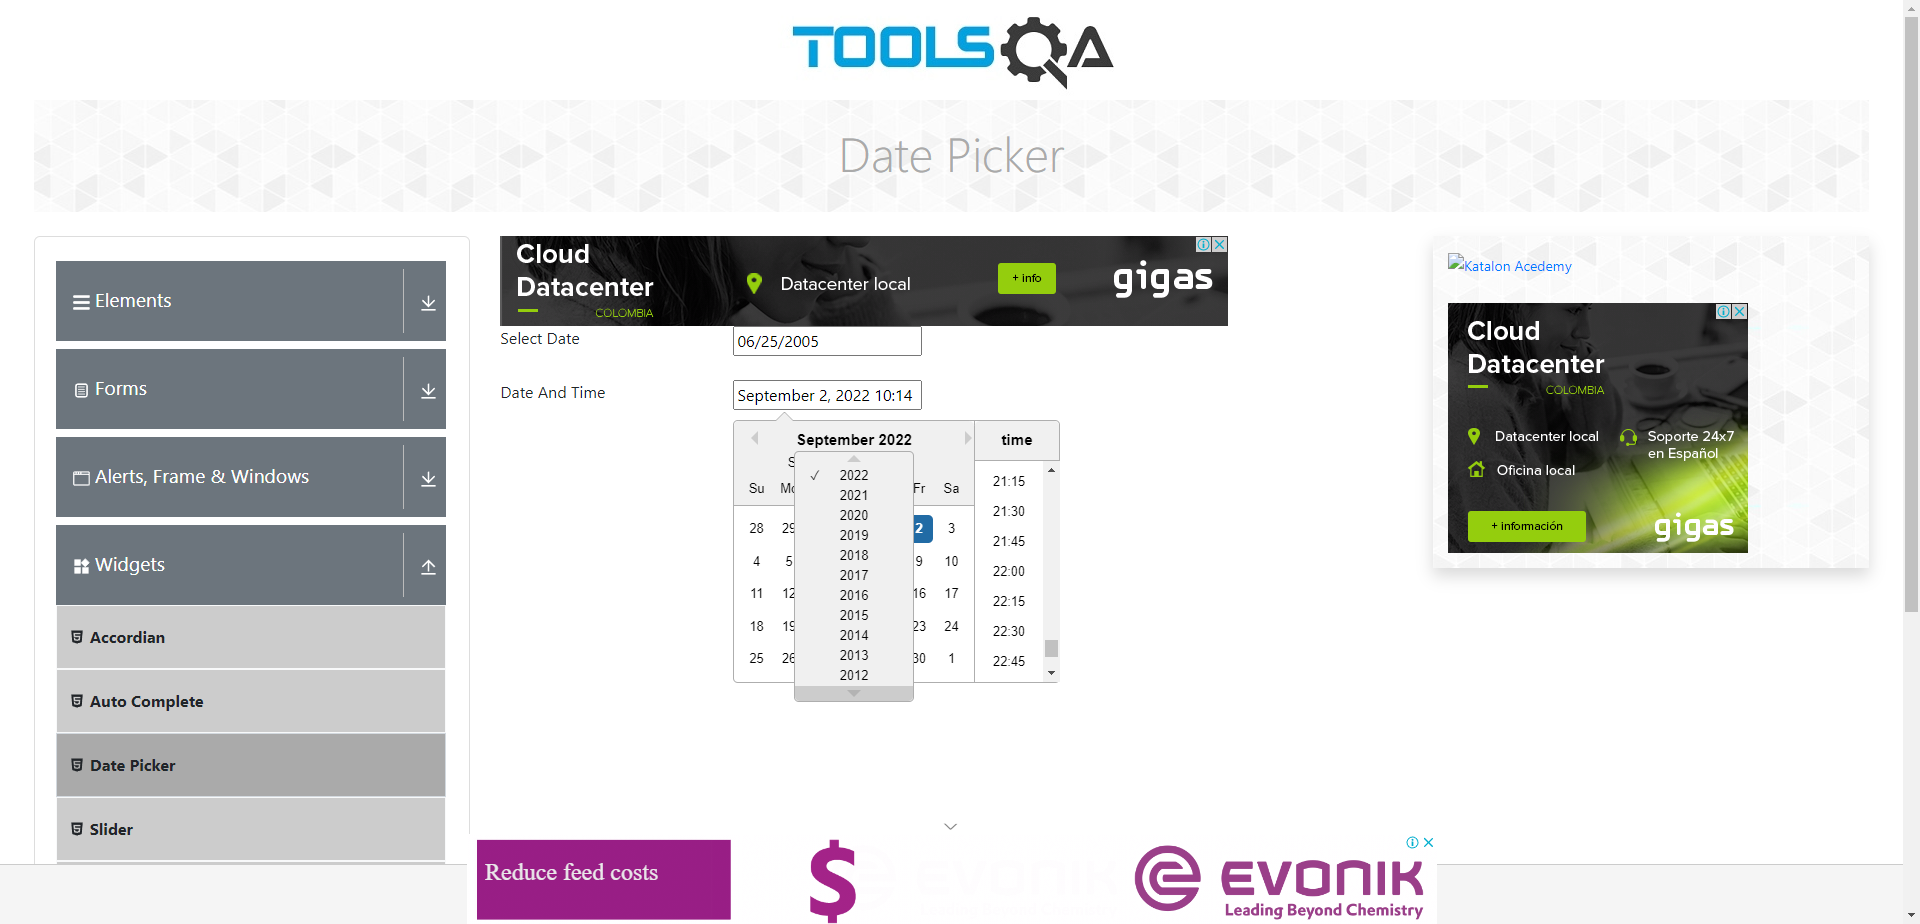 TOOLSQA
Date Picker
Elements
Forms
Alerts, Frame & Windows
Widgets
Accordian
Auto Complete
Date Picker
Slider
Cloud
Datacenter
COLOMBIA
Datacenter local
+ info
gigas
Select Date
06/25/2005
Date And Time
September 2, 2022 10:14
September 2022
time
Su Fr Sa
28 29 2 3
4 5 9 10
11 12 16 17
18 19 23 24
25 26 30 1
✓ 2022
2021
2020
2019
2018
2017
2016
2015
2014
2013
2012
21:15
21:30
21:45
22:00
22:15
22:30
22:45
Katalon Acedemy
Cloud
Datacenter
COLOMBIA
Datacenter local
Soporte 24x7
en Español
Oficina local
+ información
gigas
Reduce feed costs
$
EVONIK
Leading Beyond Chemistry